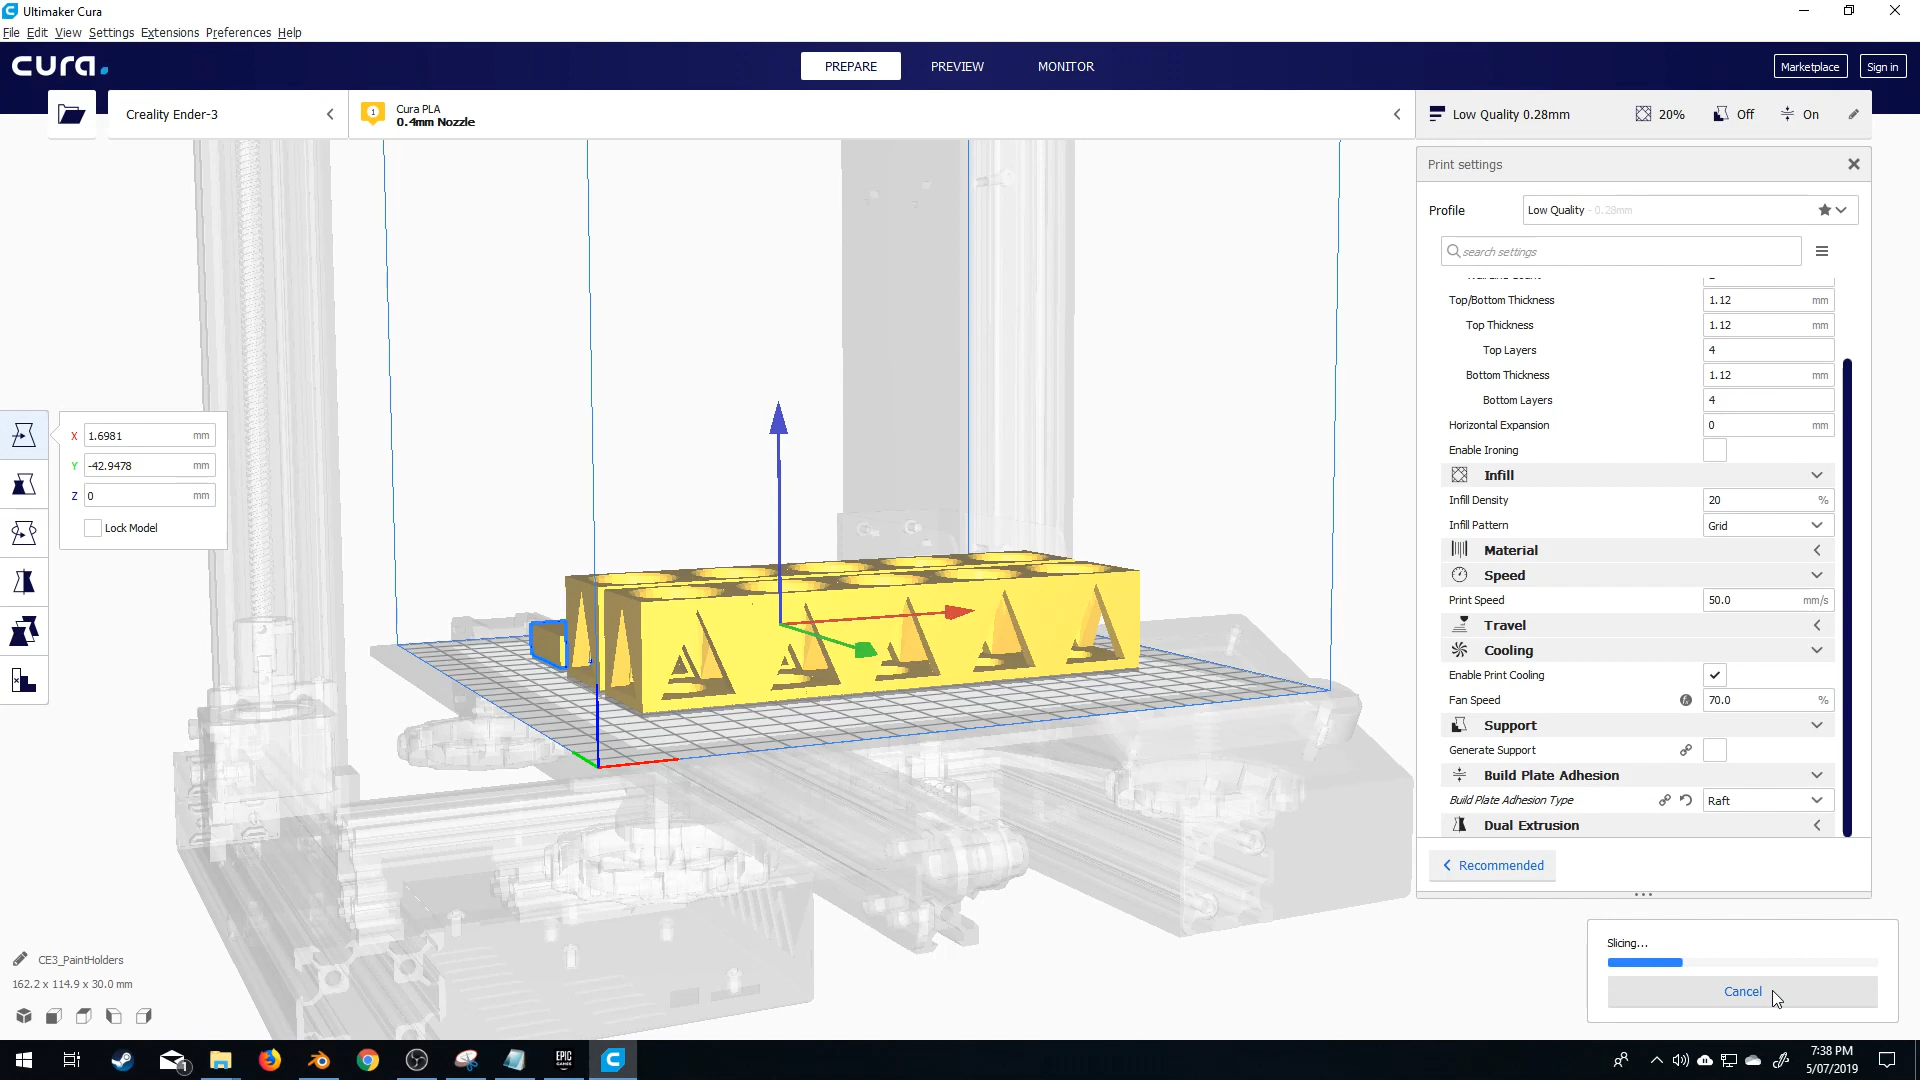 Ultimaker Cura
File Edit View Settings Extensions Preferences Help
cura.
PREPARE
PREVIEW
MONITOR
Marketplace
Sign in
Creality Ender-3
1
Cura PLA
0.4mm Nozzle
Low Quality 0.28mm
20%
Off
On
Print settings
Profile
Low Quality - 0.28mm
search settings
Top/Bottom Thickness 1.12 mm
Top Thickness 1.12 mm
Top Layers 4
Bottom Thickness 1.12 mm
Bottom Layers 4
Horizontal Expansion 0 mm
Enable Ironing
Infill
Infill Density 20 %
Infill Pattern Grid
Material
Speed
Print Speed 50.0 mm/s
Travel
Cooling
Enable Print Cooling
Fan Speed 70.0 %
Support
Generate Support
Build Plate Adhesion
Build Plate Adhesion Type Raft
Dual Extrusion
Recommended
X 1.6981 mm
Y -42.9478 mm
Z 0 mm
Lock Model
Slicing...
Cancel
CE3_PaintHolders
162.2 x 114.9 x 30.0 mm
1
EPIC
GAMES
7:38 PM
5/07/2019